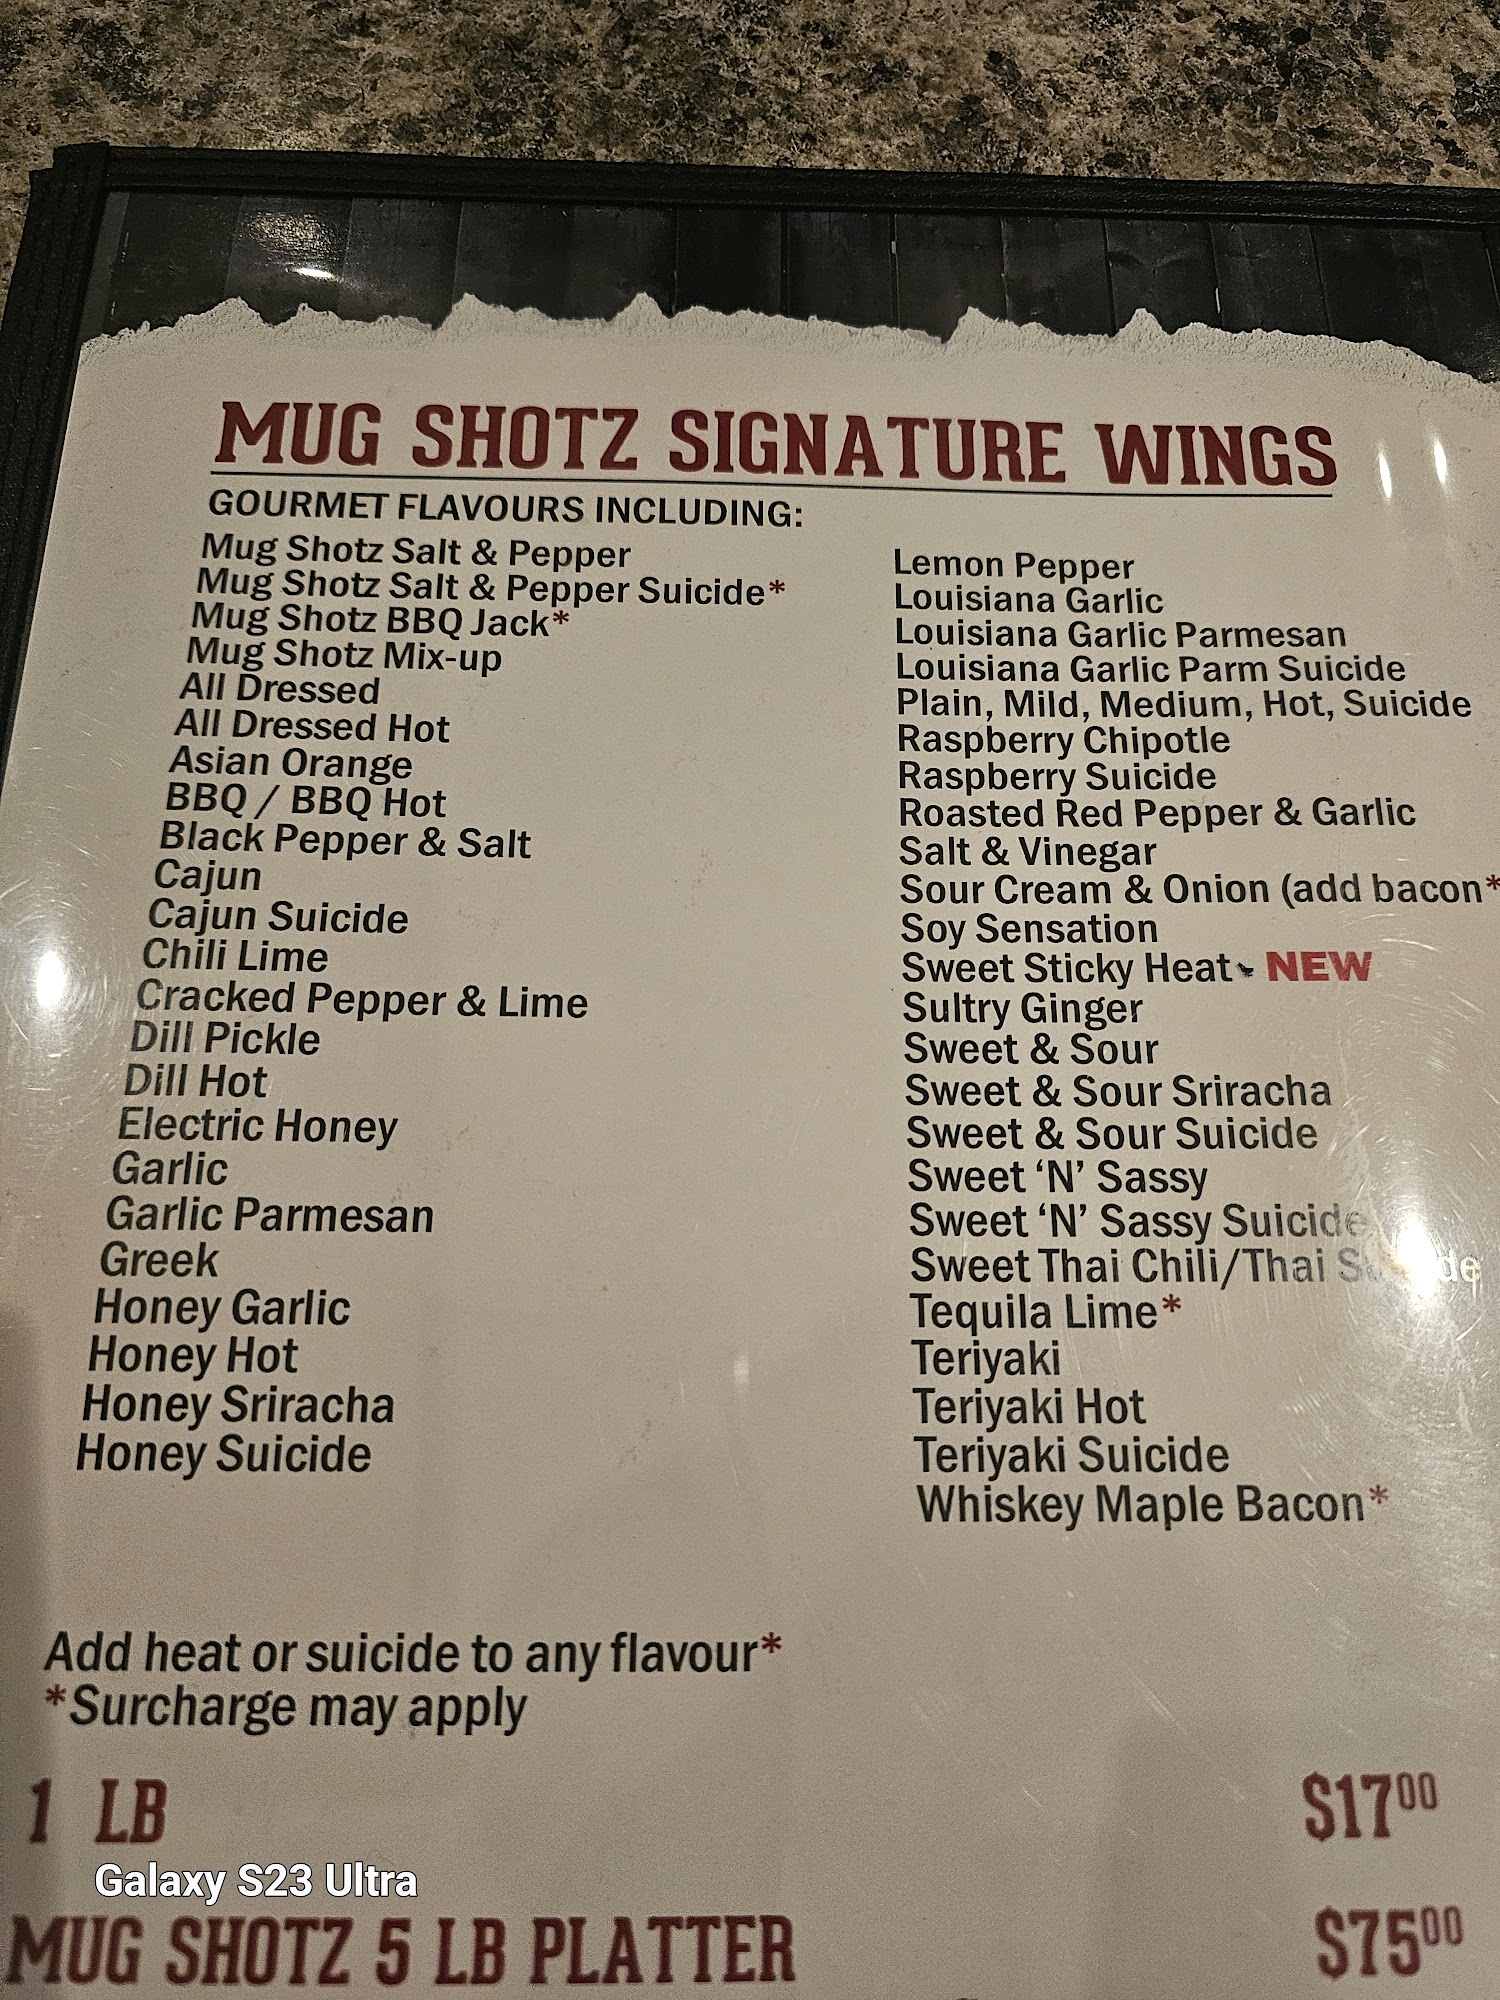 MUG SHOTZ SIGNATURE WINGS
GOURMET FLAVOURS INCLUDING:
Mug Shotz Salt & Pepper
Mug Shotz Salt & Pepper Suicide*
Mug Shotz BBQ Jack*
Mug Shotz Mix-up
All Dressed
All Dressed Hot
Asian Orange
BBQ / BBQ Hot
Black Pepper & Salt
Cajun
Cajun Suicide
Chili Lime
Cracked Pepper & Lime
Dill Pickle
Dill Hot
Electric Honey
Garlic
Garlic Parmesan
Greek
Honey Garlic
Honey Hot
Honey Sriracha
Honey Suicide
Lemon Pepper
Louisiana Garlic
Louisiana Garlic Parmesan
Louisiana Garlic Parm Suicide
Plain, Mild, Medium, Hot, Suicide
Raspberry Chipotle
Raspberry Suicide
Roasted Red Pepper & Garlic
Salt & Vinegar
Sour Cream & Onion (add bacon*
Soy Sensation
Sweet Sticky Heat NEW
Sultry Ginger
Sweet & Sour
Sweet & Sour Sriracha
Sweet & Sour Suicide
Sweet ‘N’ Sassy
Sweet ‘N’ Sassy Suicide
Sweet Thai Chili/Thai
Tequila Lime*
Teriyaki
Teriyaki Hot
Teriyaki Suicide
Whiskey Maple Bacon*
Add heat or suicide to any flavour*
*Surcharge may apply
1 LB $17.00
Galaxy S23 Ultra
MUG SHOTZ 5 LB PLATTER $75.00